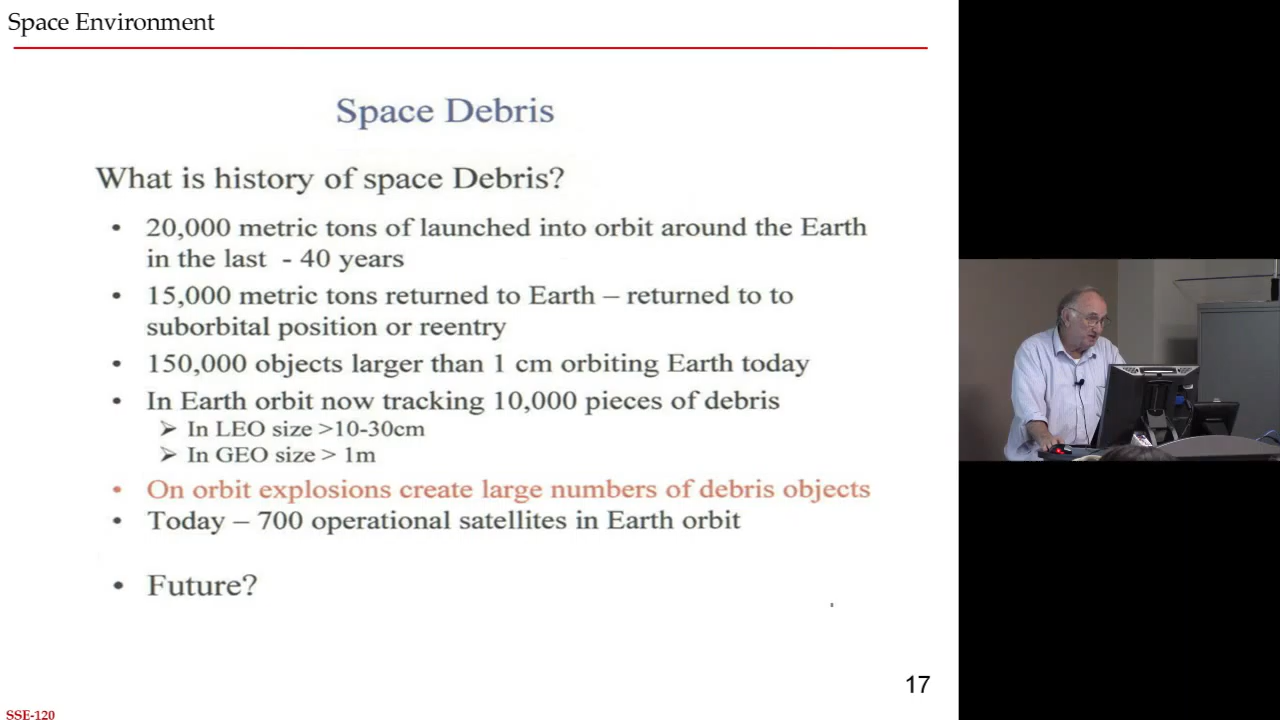 Space Environment
Space Debris
What is history of space Debris?
• 20,000 metric tons of launched into orbit around the Earth
in the last - 40 years
• 15,000 metric tons returned to Earth – returned to to
suborbital position or reentry
• 150,000 objects larger than 1 cm orbiting Earth today
• In Earth orbit now tracking 10,000 pieces of debris
➢ In LEO size >10-30cm
➢ In GEO size > 1m
• On orbit explosions create large numbers of debris objects
• Today – 700 operational satellites in Earth orbit
• Future?
17
SSE-120